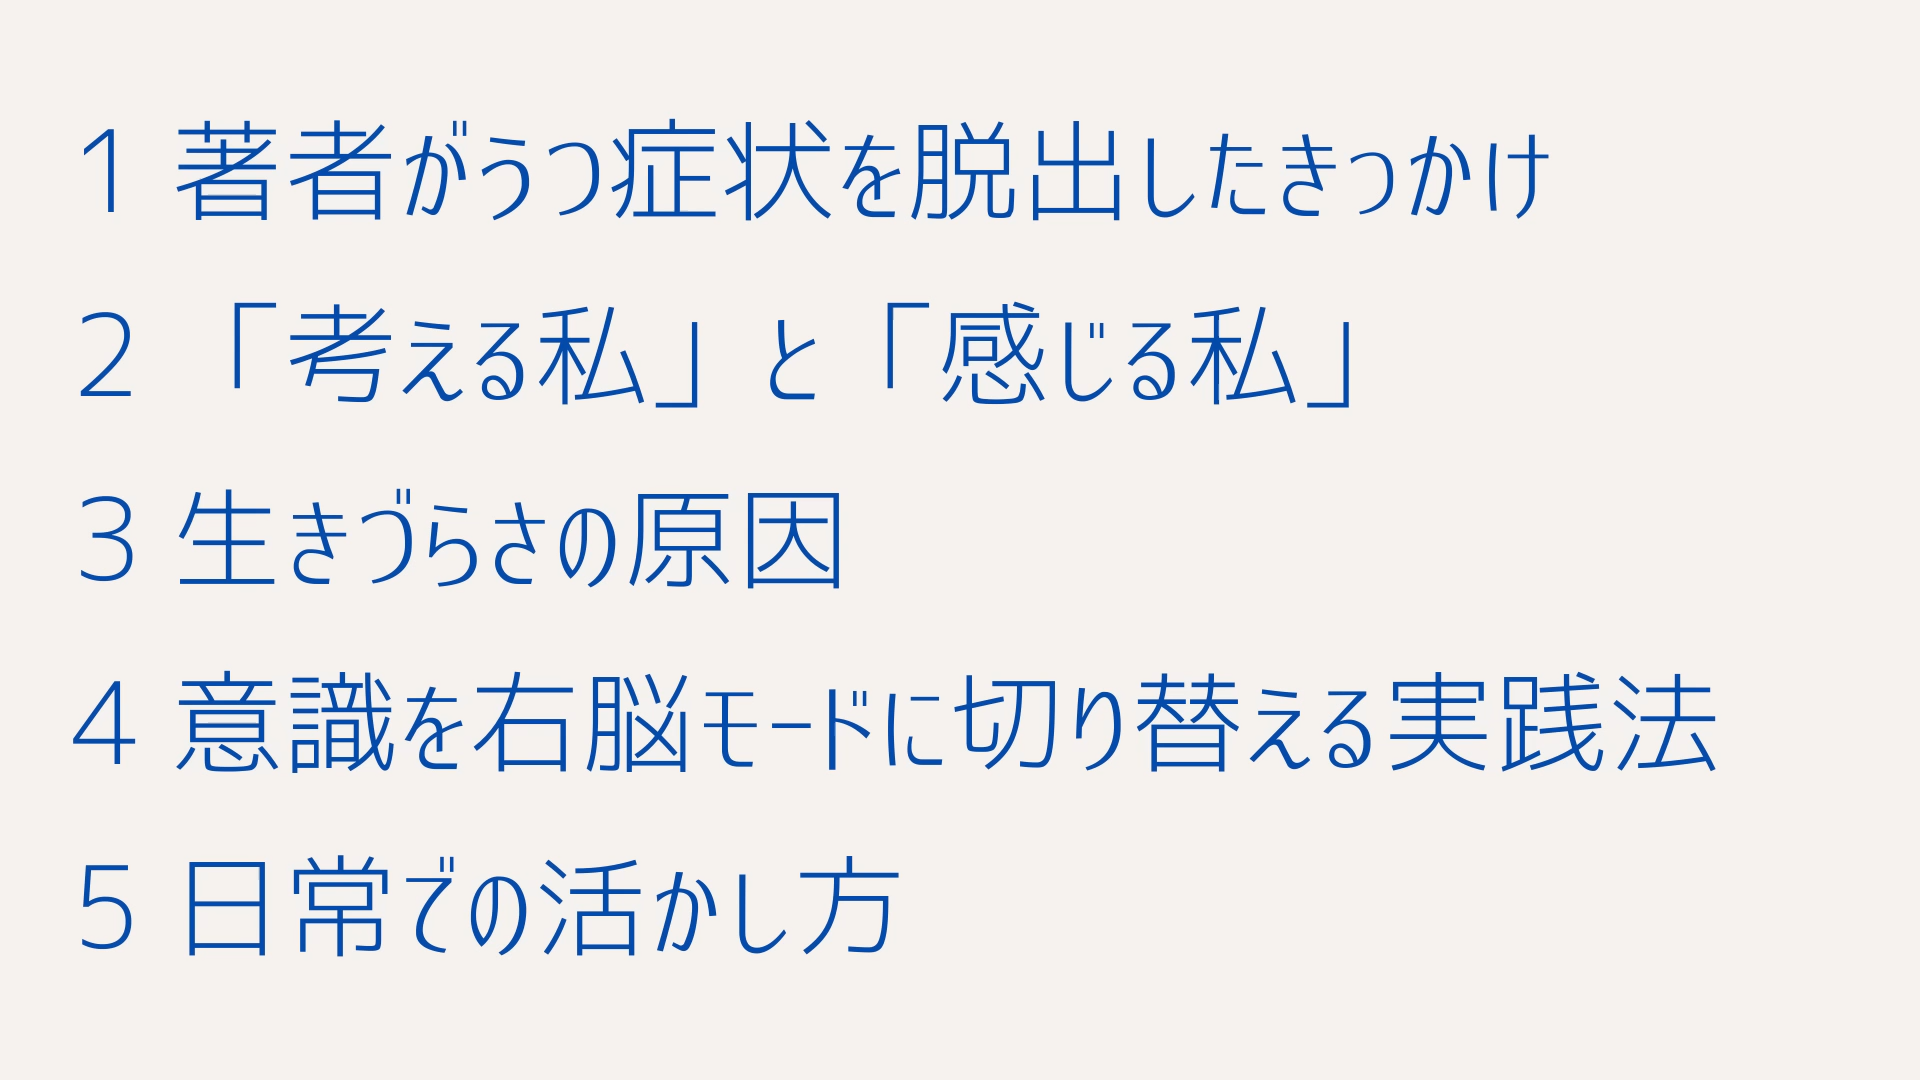 1 著者がうつ症状を脱出したきっかけ
2 「考える私」と「感じる私」
3 生きづらさの原因
4 意識を右脳モードに切り替える実践法
5 日常での活かし方